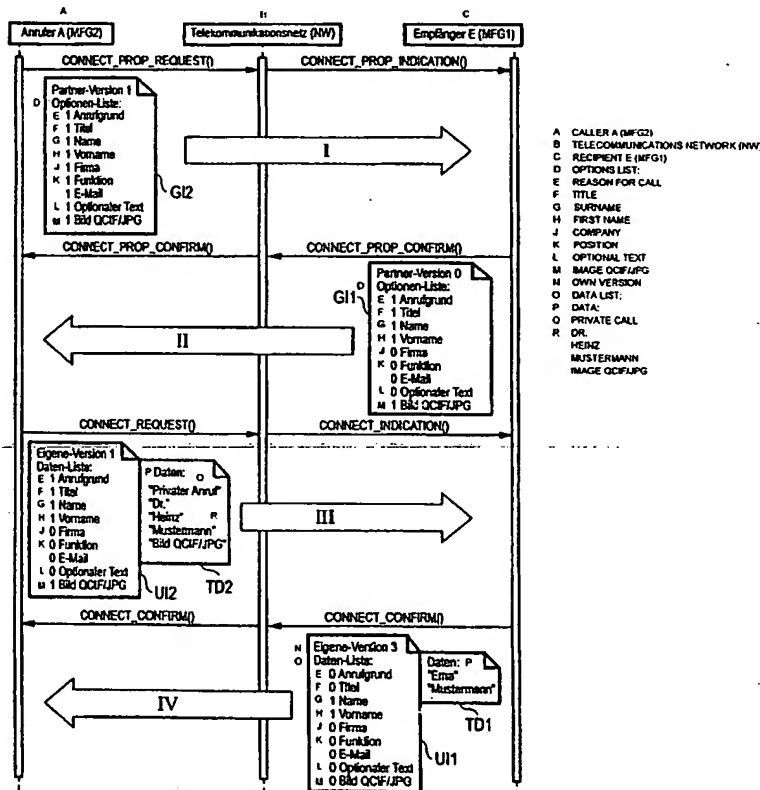 A
B
C
Anrufer A (MFG2)
Telekommunikationsnetz (NW)
Empfänger E (MFG1)
CONNECT_PROP_REQUEST()
CONNECT_PROP_INDICATION()
Partner-Version 1
D Optionen-Liste:
E 1 Anrufgrund
F 1 Titel
G 1 Name
H 1 Vorname
J 1 Firma
K 1 Funktion
1 E-Mail
L 1 Optionaler Text
M 1 Bild QCIF/JPG
GI2
I
A CALLER A (MFG2)
B TELECOMMUNICATIONS NETWORK (NW)
C RECIPIENT E (MFG1)
D OPTIONS LIST:
E REASON FOR CALL
F TITLE
G SURNAME
H FIRST NAME
J COMPANY
K POSITION
L OPTIONAL TEXT
M IMAGE QCIF/JPG
N OWN VERSION
O DATA LIST:
P DATA:
Q PRIVATE CALL
R DR.
HEINZ
MUSTERMANN
IMAGE QCIF/JPG
CONNECT_PROP_CONFIRM()
CONNECT_PROP_CONFIRM()
Partner-Version 0
D Optionen-Liste:
E 1 Anrufgrund
F 1 Titel
G 1 Name
H 1 Vorname
J 0 Firma
K 0 Funktion
0 E-Mail
L 0 Optionaler Text
M 1 Bild QCIF/JPG
GI1
II
CONNECT_REQUEST()
CONNECT_INDICATION()
Eigene-Version 1
Daten-Liste:
E 1 Anrufgrund
F 1 Titel
G 1 Name
H 1 Vorname
J 0 Firma
K 0 Funktion
0 E-Mail
L 0 Optionaler Text
M 1 Bild QCIF/JPG
UI2
P Daten: Q
"Privater Anruf"
"Dr."
"Heinz" R
"Mustermann"
"Bild QCIF/JPG"
TD2
III
CONNECT_CONFIRM()
CONNECT_CONFIRM()
N Eigene-Version 3
O Daten-Liste:
E 0 Anrufgrund
F 0 Titel
G 1 Name
H 1 Vorname
J 0 Firma
K 0 Funktion
0 E-Mail
L 0 Optionaler Text
M 0 Bild QCIF/JPG
UI1
Daten: P
"Erna"
"Mustermann"
TD1
IV